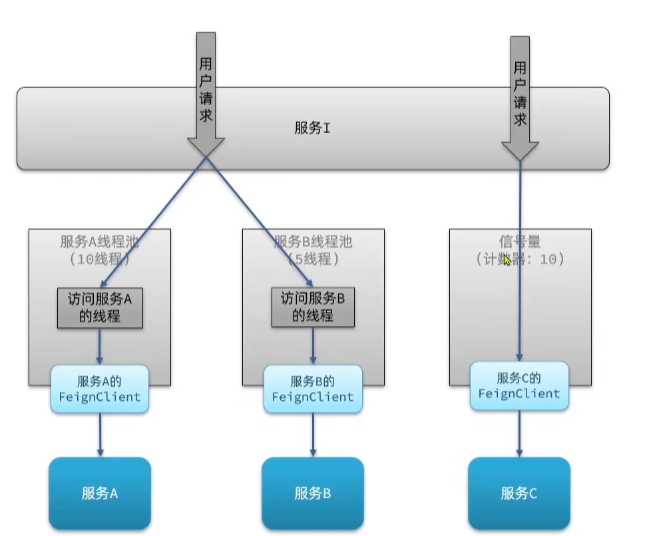 用户请求
用户请求
服务I
服务A线程池
(10线程)
服务B线程池
(5线程)
信号量
(计数器: 10)
访问服务A
的线程
访问服务B
的线程
服务A的
FeignClient
服务B的
FeignClient
服务C的
FeignClient
服务A
服务B
服务C